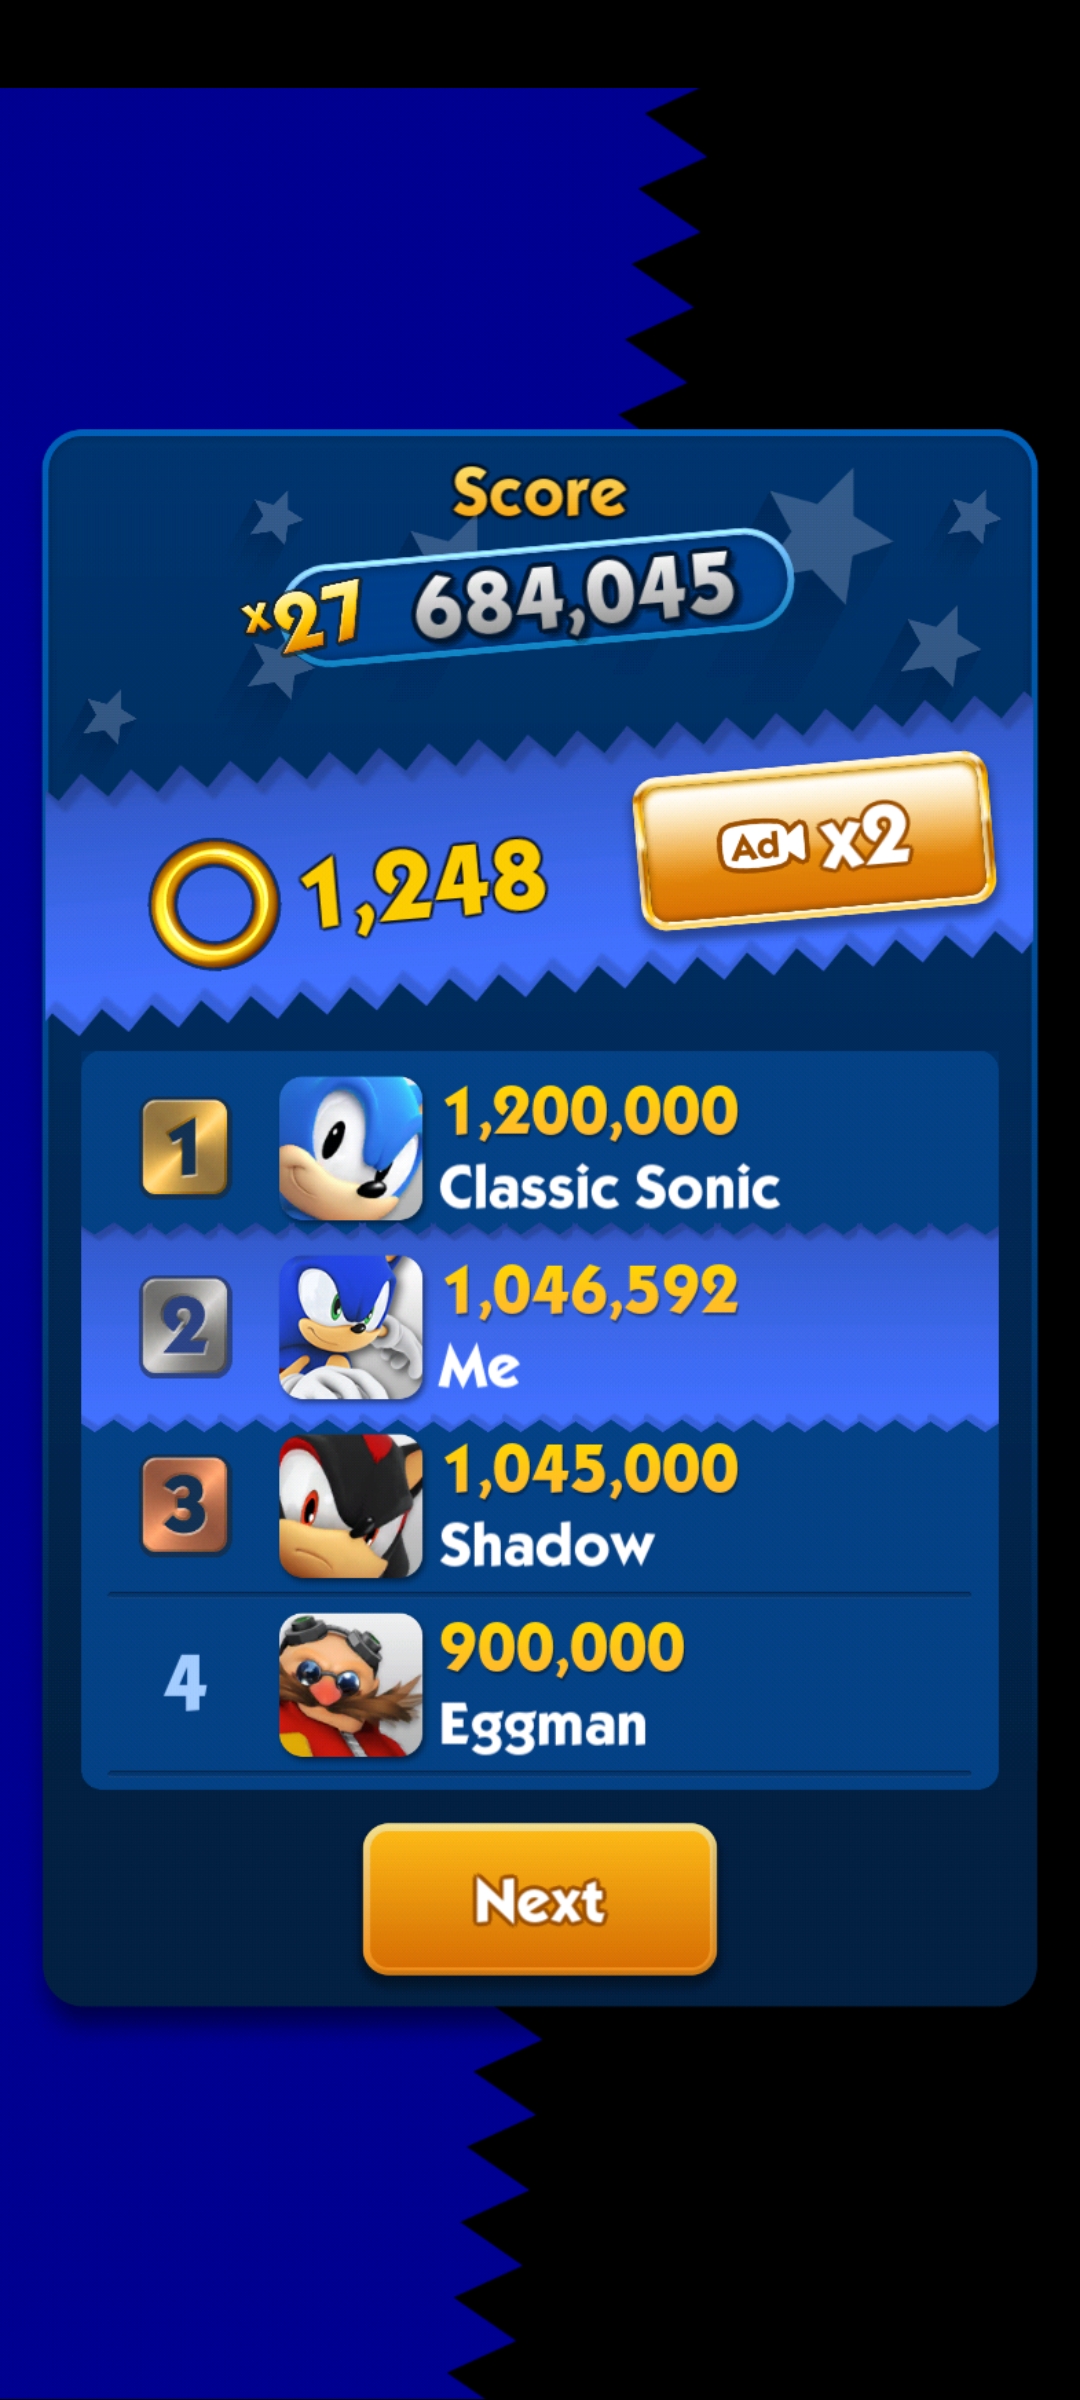 Score
x27 684,045
1,248
Ad x2
1
1,200,000
Classic Sonic
2
1,046,592
Me
3
1,045,000
Shadow
4
900,000
Eggman
Next